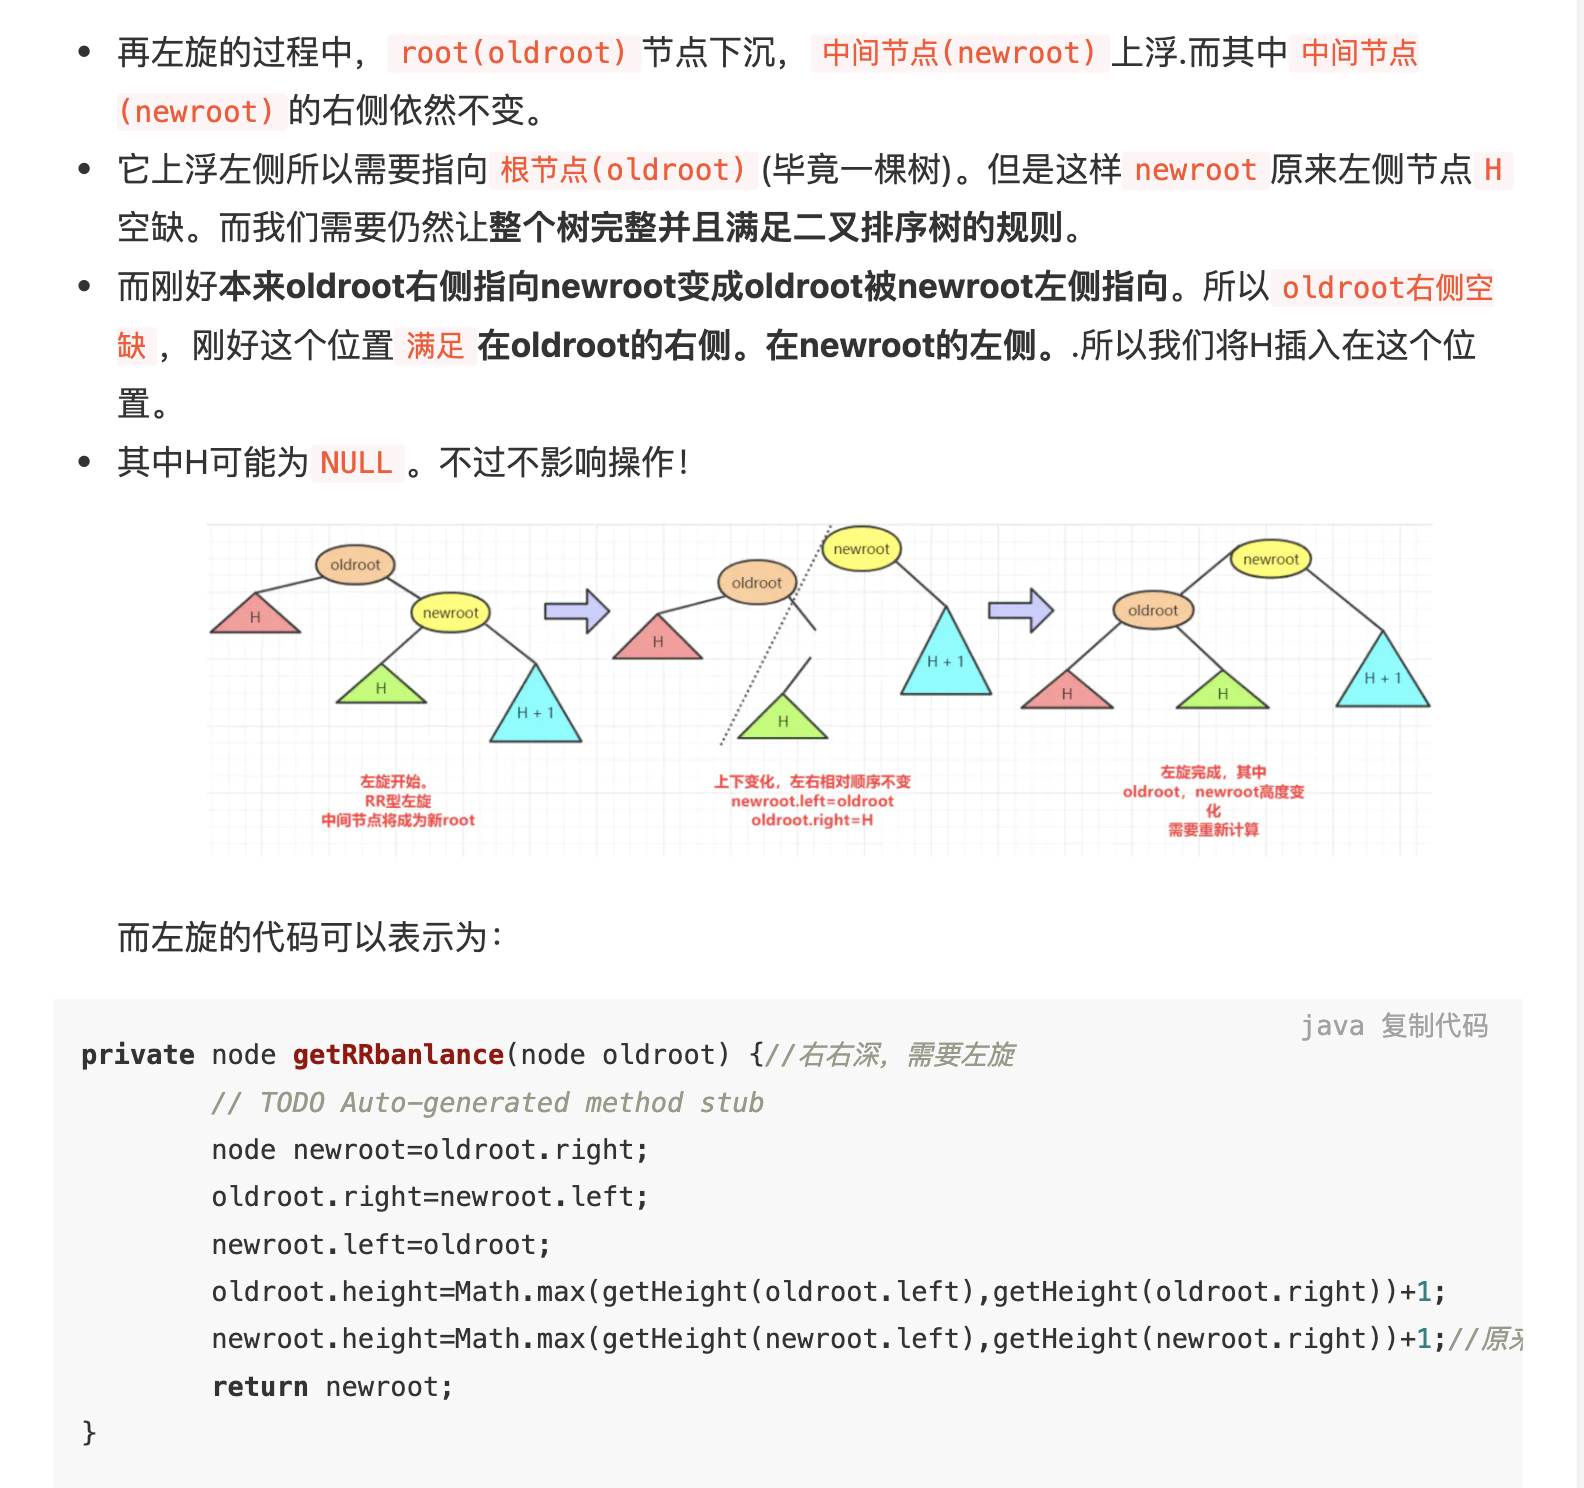 再左旋的过程中，root(oldroot)节点下沉，中间节点(newroot)上浮.而其中中间节点
(newroot)的右侧依然不变。
它上浮左侧所以需要指向根节点(oldroot)(毕竟一棵树)。但是这样newroot原来左侧节点H
空缺。而我们需要仍然让整个树完整并且满足二叉排序树的规则。
而刚好本来oldroot右侧指向newroot变成oldroot被newroot左侧指向。所以oldroot右侧空
缺，刚好这个位置满足在oldroot的右侧。在newroot的左侧。.所以我们将H插入在这个位
置。
其中H可能为NULL。不过不影响操作！
oldroot
H
newroot
H
H + 1
左旋开始。
RR型左旋
中间节点将成为新root
newroot
oldroot
H
H + 1
H
上下变化，左右相对顺序不变
newroot.left=oldroot
oldroot.right=H
newroot
oldroot
H
H
H + 1
左旋完成，其中
oldroot，newroot高度变
化
需要重新计算
而左旋的代码可以表示为：
java 复制代码
private node getRRbanlance(node oldroot) {//右右深，需要左旋
// TODO Auto-generated method stub
node newroot=oldroot.right;
oldroot.right=newroot.left;
newroot.left=oldroot;
oldroot.height=Math.max(getHeight(oldroot.left),getHeight(oldroot.right))+1;
newroot.height=Math.max(getHeight(newroot.left),getHeight(newroot.right))+1;//原
return newroot;
}